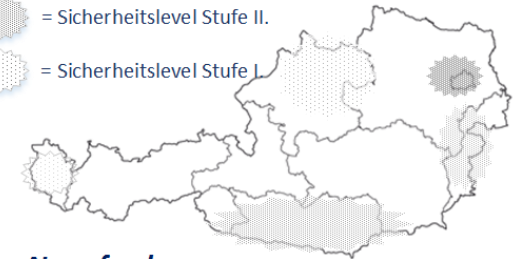 = Sicherheitslevel Stufe II.
= Sicherheitslevel Stufe I.